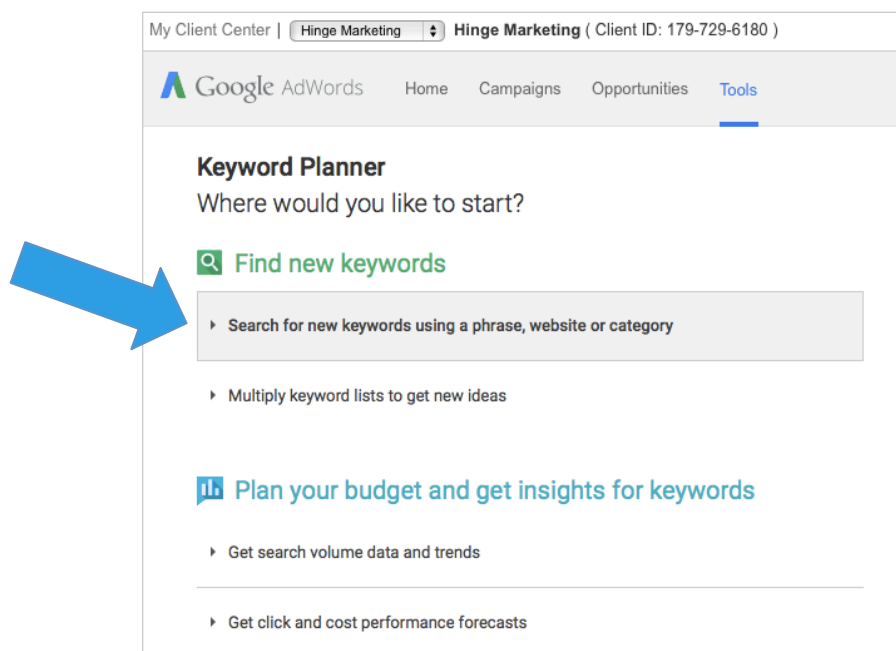 My Client Center | Hinge Marketing Hinge Marketing ( Client ID: 179-729-6180 )
Google AdWords Home Campaigns Opportunities Tools
Keyword Planner
Where would you like to start?
Find new keywords
Search for new keywords using a phrase, website or category
Multiply keyword lists to get new ideas
Plan your budget and get insights for keywords
Get search volume data and trends
Get click and cost performance forecasts